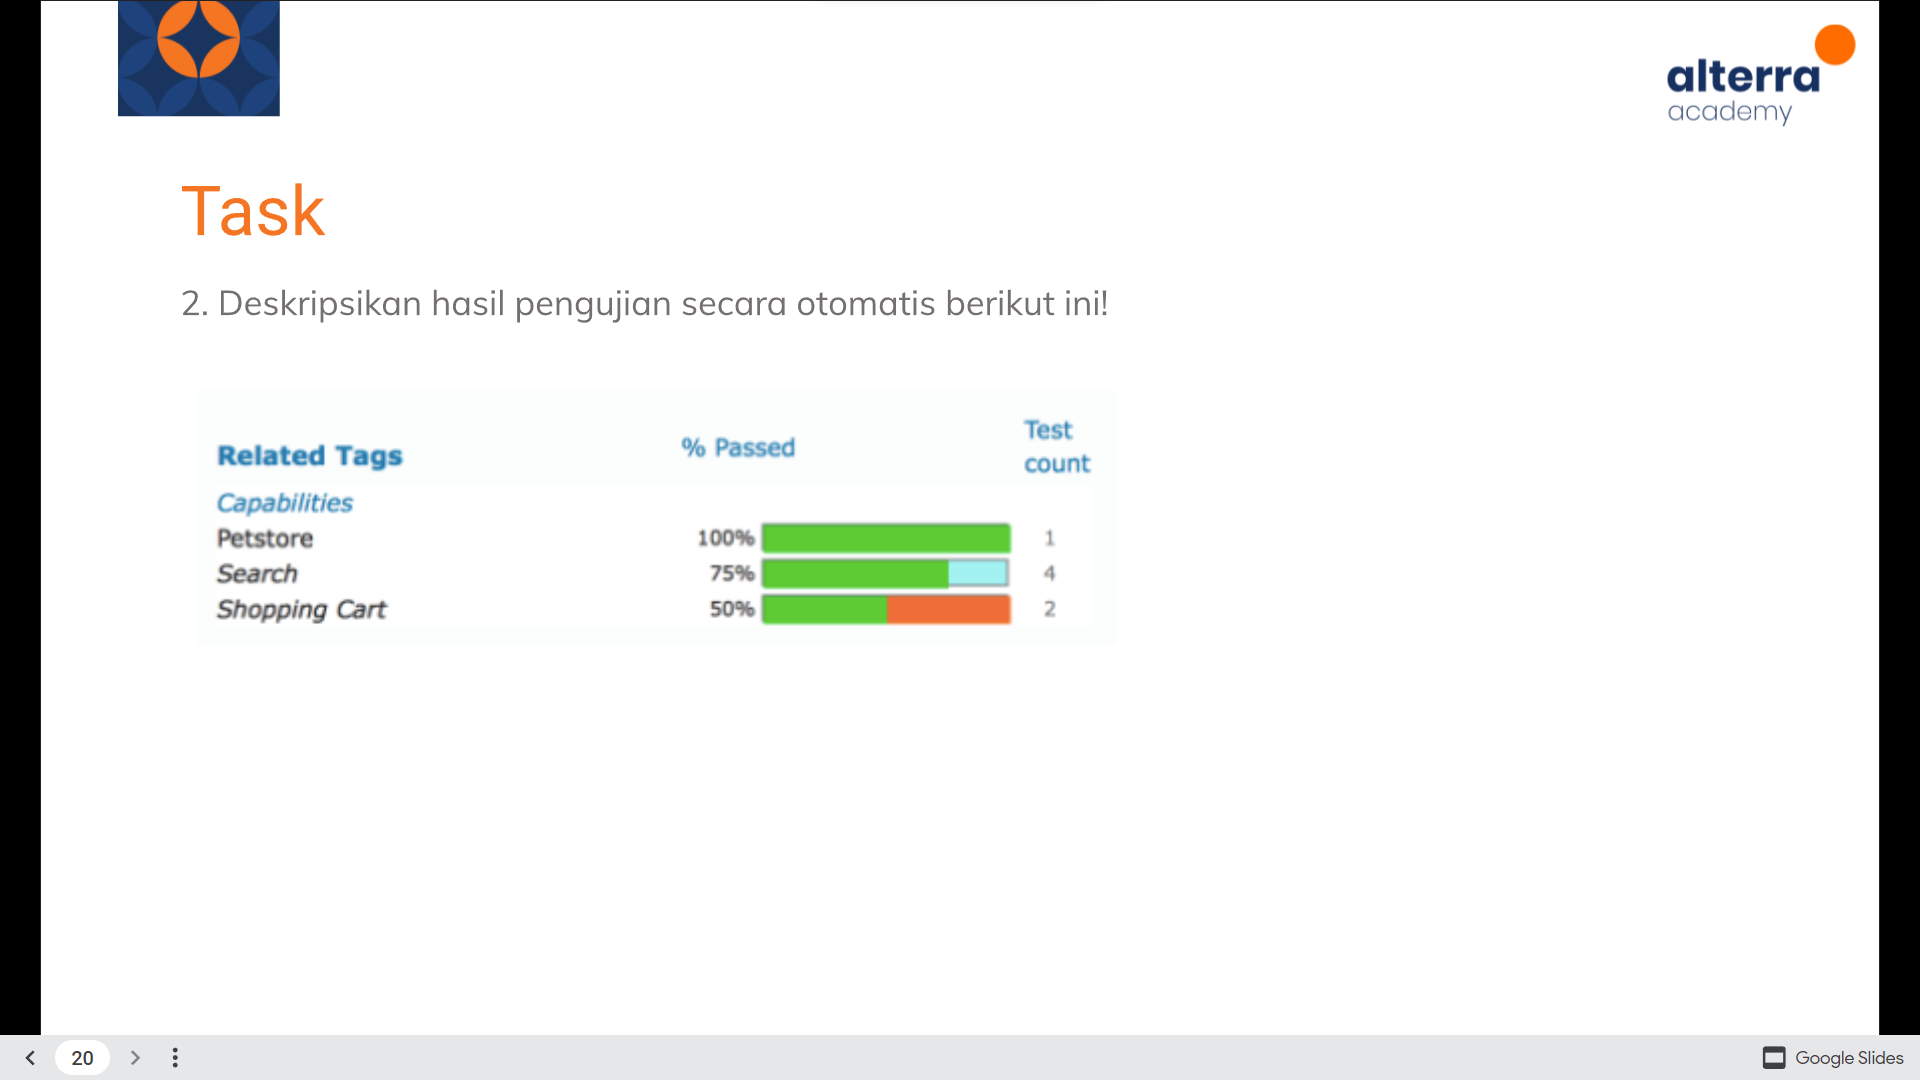 alterra
academy
Task
2. Deskripsikan hasil pengujian secara otomatis berikut ini!
Related Tags % Passed Test count
Capabilities
Petstore 100% 1
Search 75% 4
Shopping Cart 50% 2
20
Google Slides